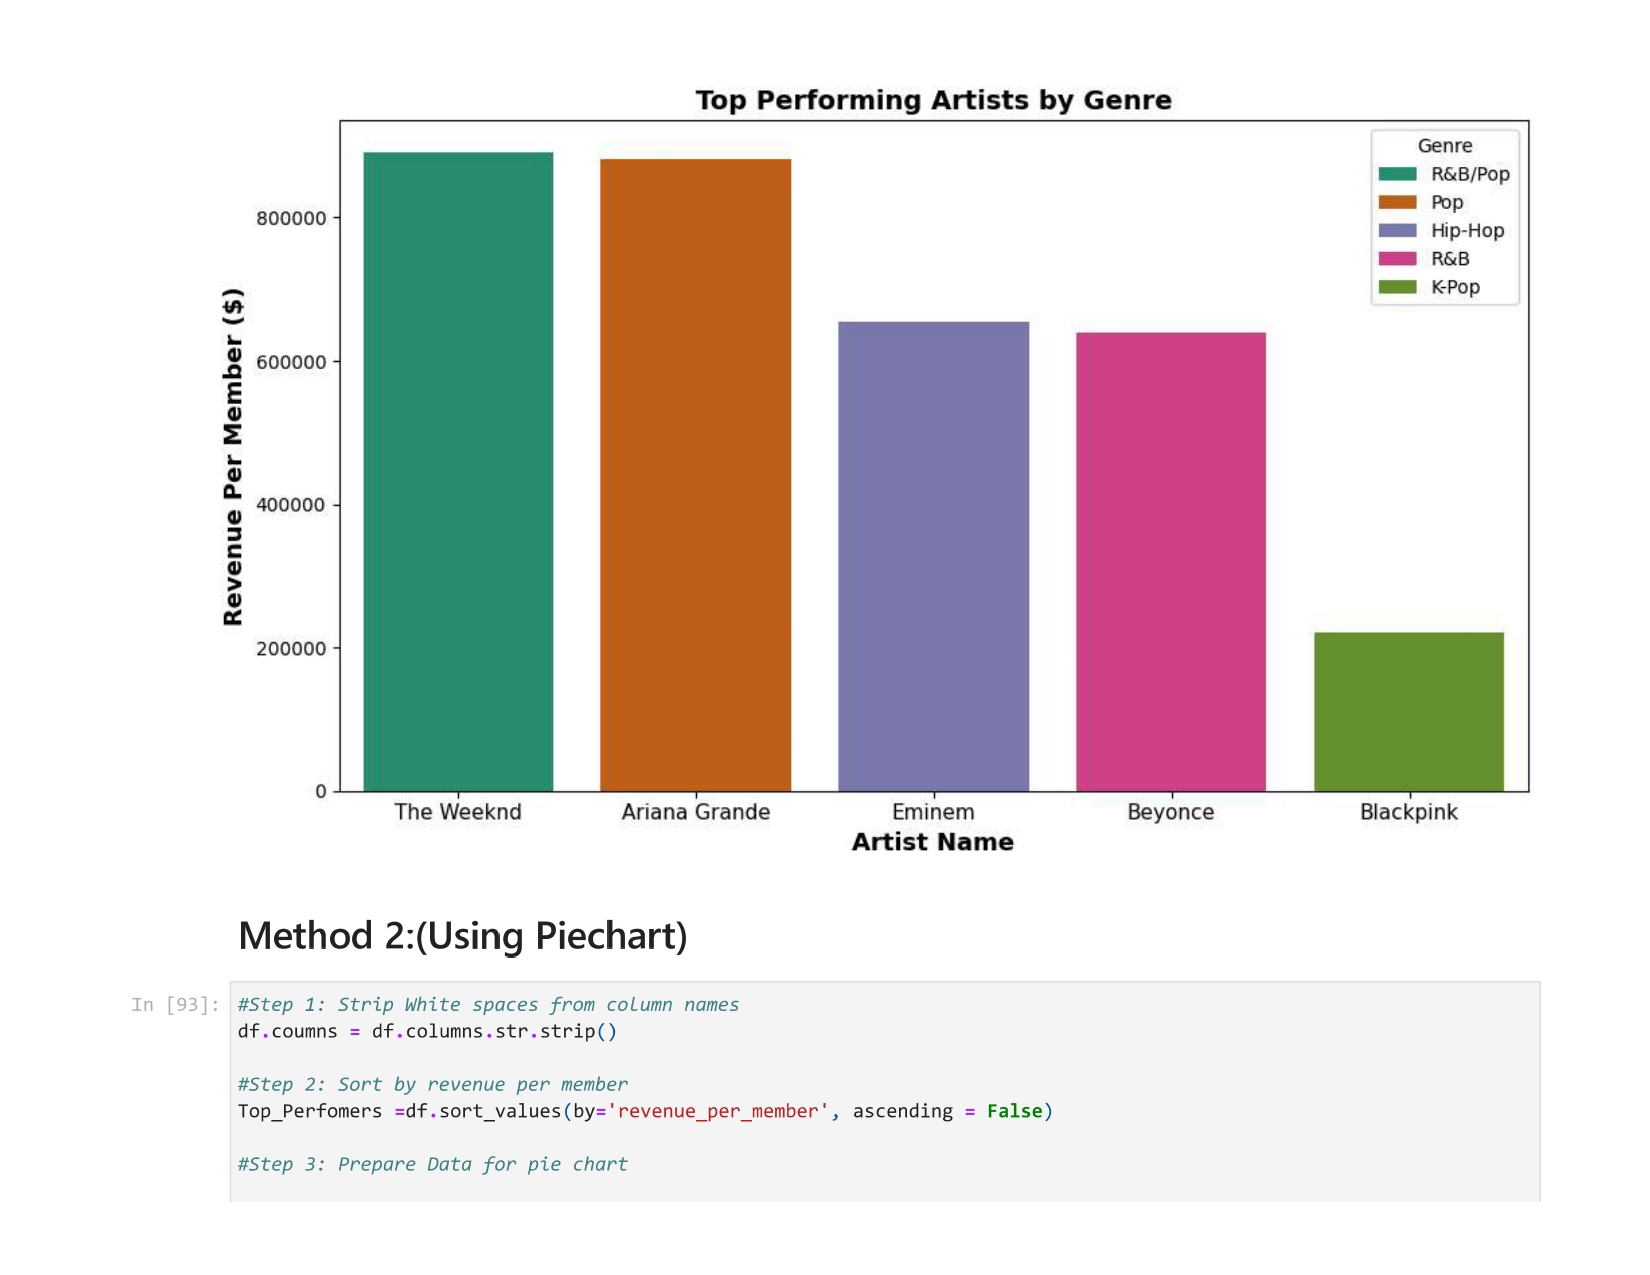 Top Performing Artists by Genre
Genre
R&B/Pop
Pop
Hip-Hop
R&B
K-Pop
Revenue Per Member ($)
800000
600000
400000
200000
0
The Weeknd
Ariana Grande
Eminem
Beyonce
Blackpink
Artist Name
Method 2:(Using Piechart)
In [93]:
#Step 1: Strip White spaces from column names
df.coumns = df.columns.str.strip()
#Step 2: Sort by revenue per member
Top_Perfomers =df.sort_values(by='revenue_per_member', ascending = False)
#Step 3: Prepare Data for pie chart